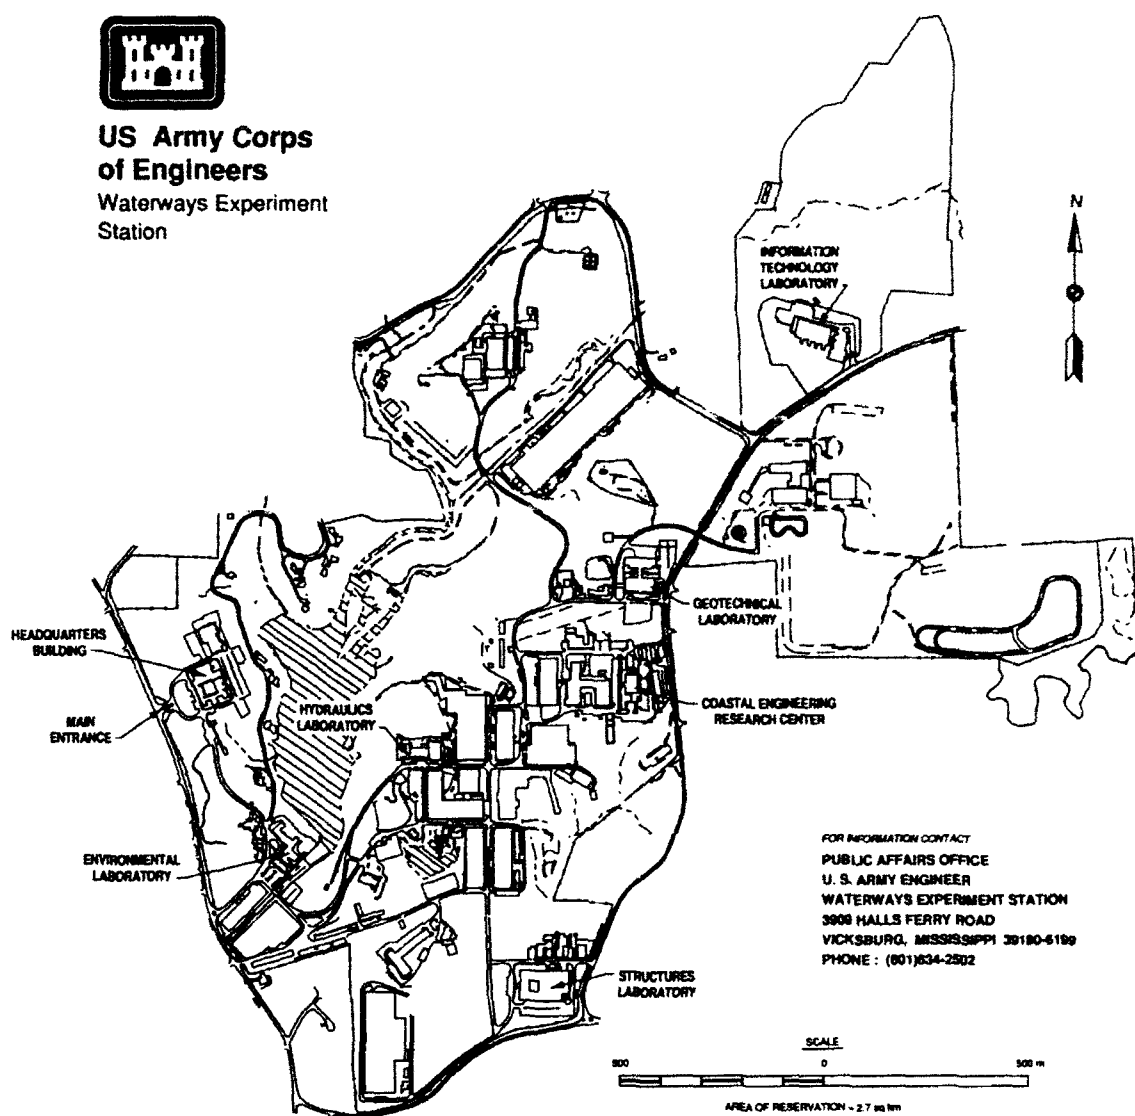 US Army Corps
of Engineers
Waterways Experiment
Station
N
INFORMATION
TECHNOLOGY
LABORATORY
GEOTECHNICAL
LABORATORY
HEADQUARTERS
BUILDING
HYDRAULICS
LABORATORY
COASTAL ENGINEERING
RESEARCH CENTER
MAIN
ENTRANCE
ENVIRONMENTAL
LABORATORY
FOR INFORMATION CONTACT
PUBLIC AFFAIRS OFFICE
U. S. ARMY ENGINEER
WATERWAYS EXPERIMENT STATION
3909 HALLS FERRY ROAD
VICKSBURG, MISSISSIPPI 39180-6199
PHONE : (601)634-2502
STRUCTURES
LABORATORY
SCALE
500 0 500 m
AREA OF RESERVATION - 2.7 sq km